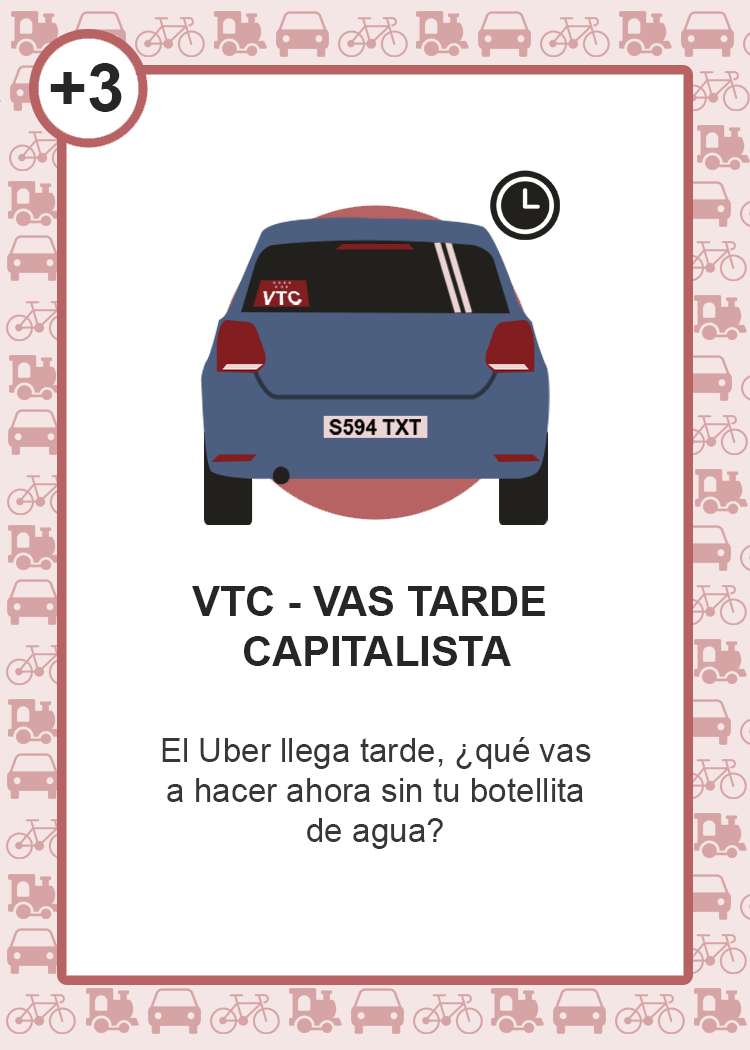 +3
VTC
S594 TXT
VTC - VAS TARDE
CAPITALISTA
El Uber llega tarde, ¿qué vas
a hacer ahora sin tu botellita
de agua?